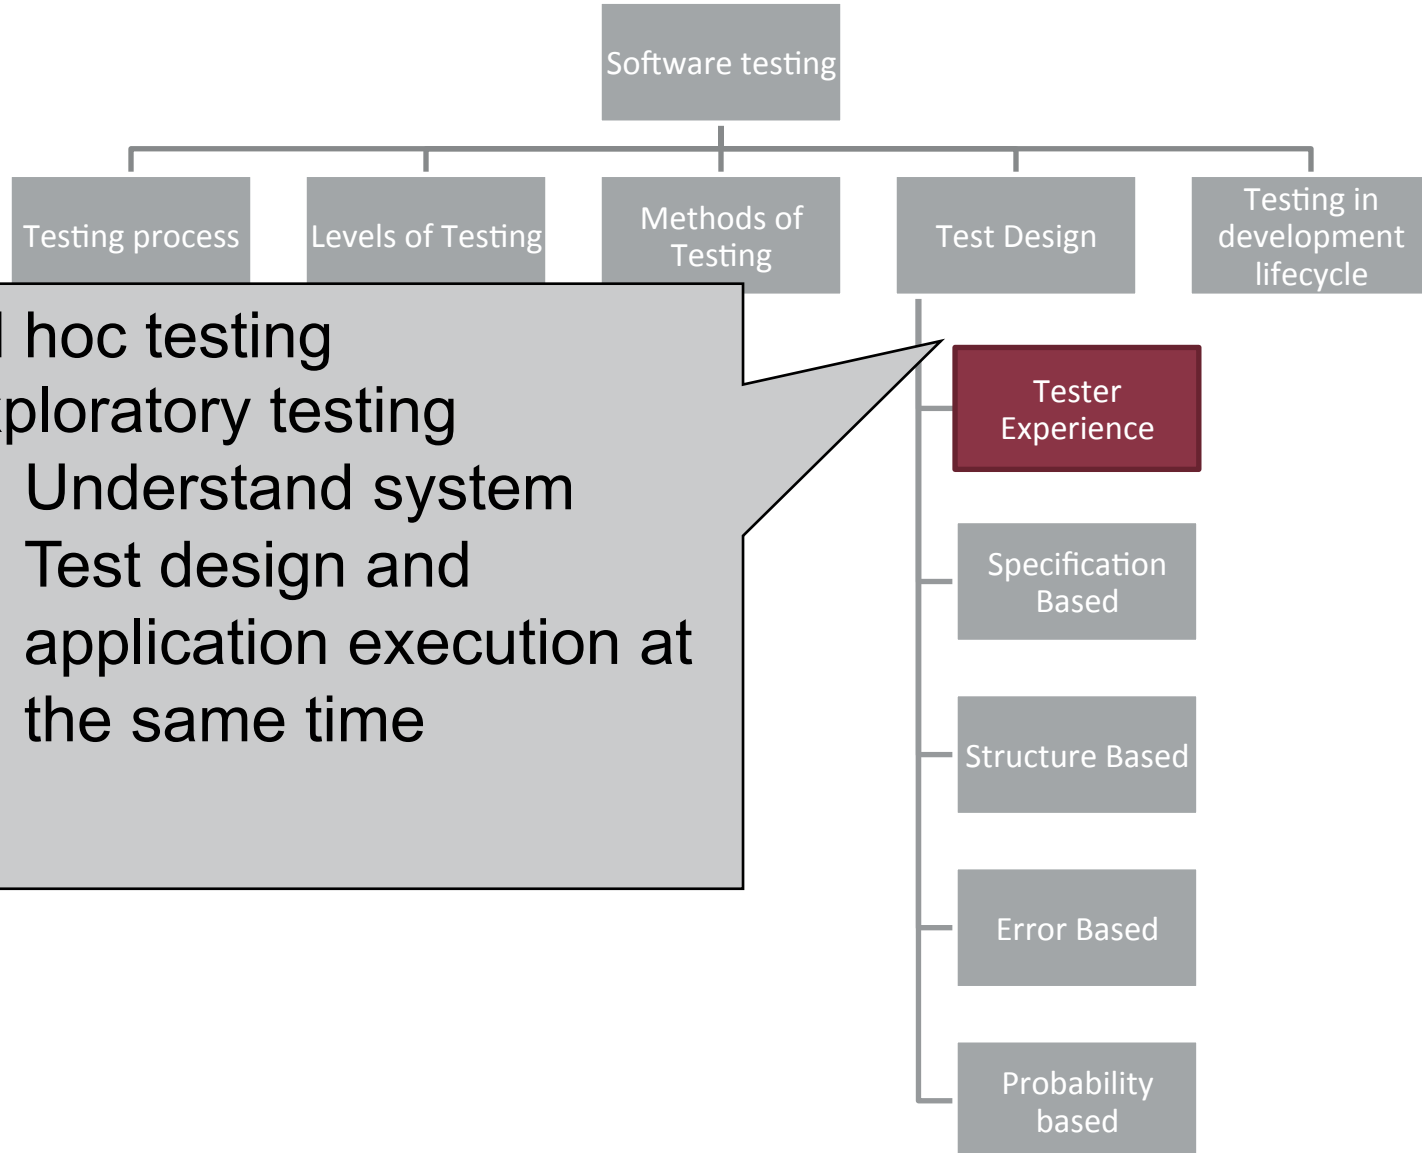 Software testing
Testing process
Levels of Testing
Methods of
Testing
Test Design
Testing in
development
lifecycle
hoc testing
ploratory testing
Understand system
Test design and
application execution at
the same time
Tester
Experience
Specification
Based
Structure Based
Error Based
Probability
based